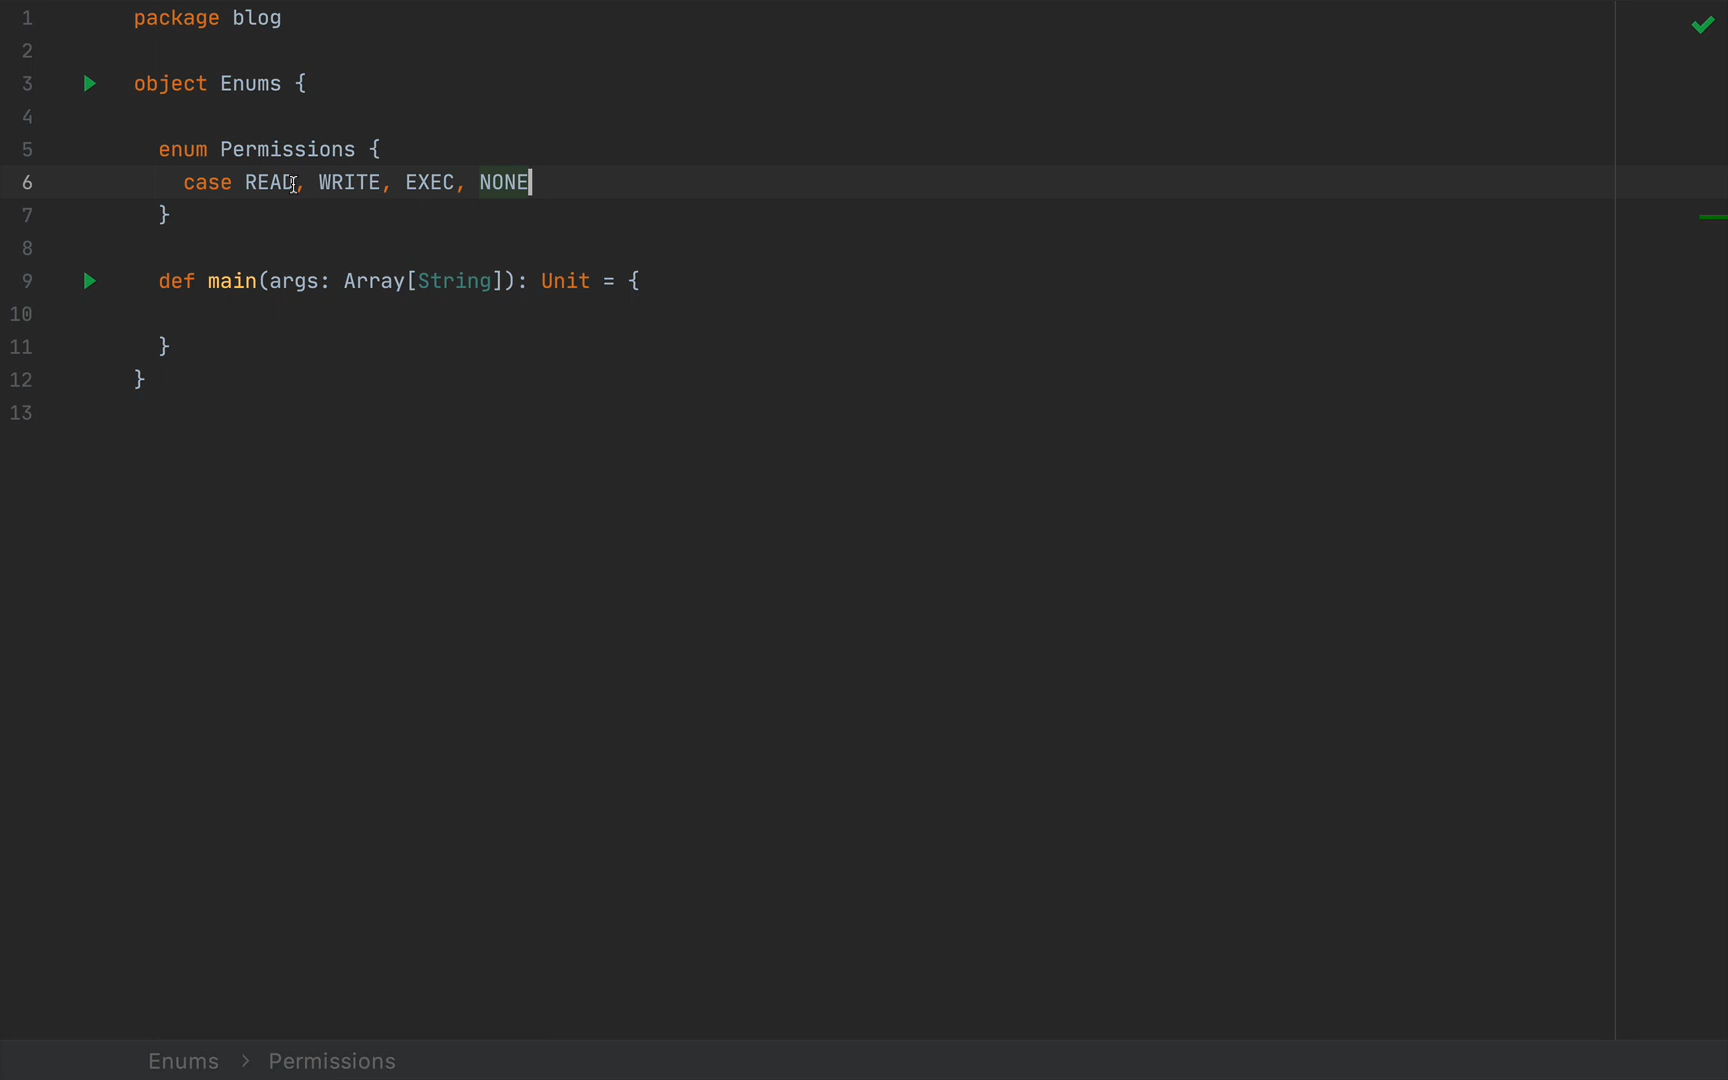 1 package blog
2
3 object Enums {
4
5 enum Permissions {
6 case READ, WRITE, EXEC, NONE
7 }
8
9 def main(args: Array[String]): Unit = {
10
11 }
12 }
13
Enums > Permissions